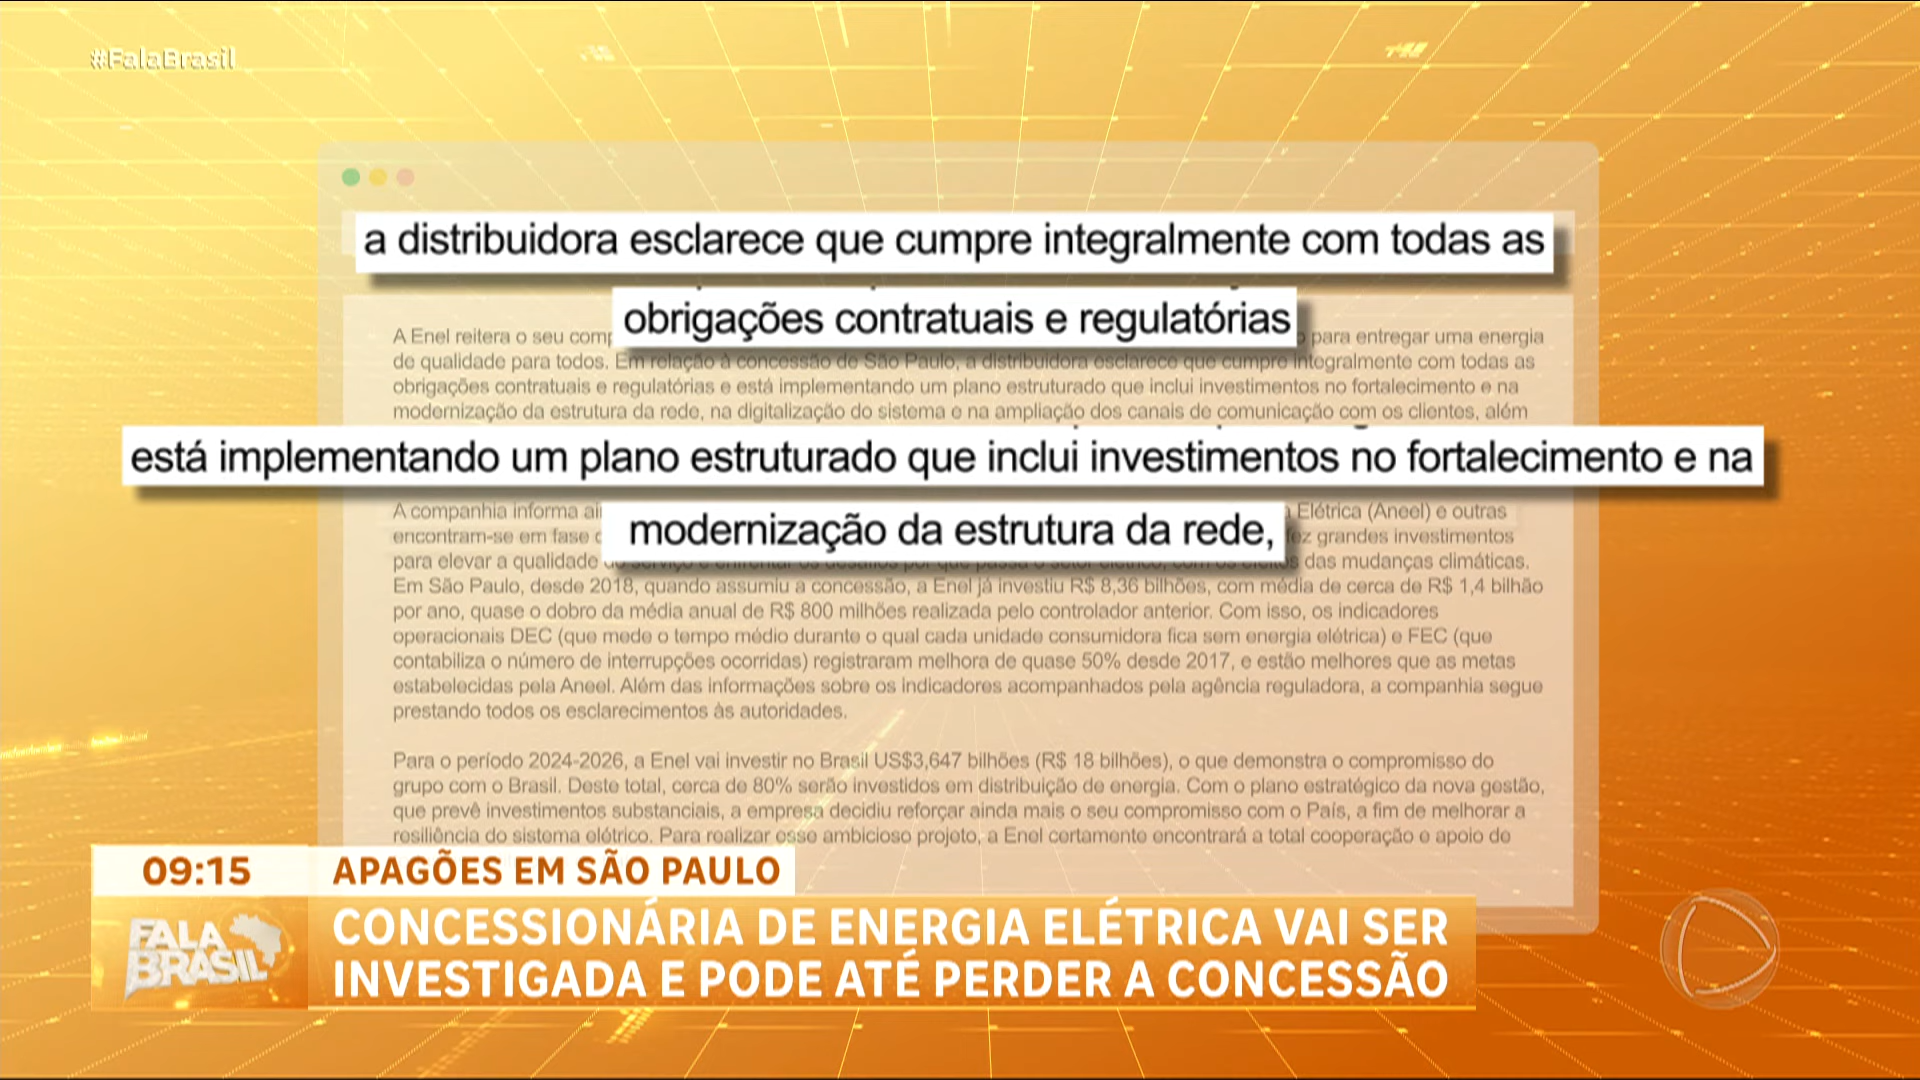 #FalaBrasil
a distribuidora esclarece que cumpre integralmente com todas as
obrigações contratuais e regulatórias
A Enel reitera o seu para entregar uma energia
de qualidade para todos. Em relação à concessão de São Paulo, a distribuidora esclarece que cumpre integralmente com todas as
obrigações contratuais e regulatórias e está implementando um plano estruturado que inclui investimentos no fortalecimento e na
modernização da estrutura da rede, na digitalização do sistema e na ampliação dos canais de comunicação com os clientes, além
está implementando um plano estruturado que inclui investimentos no fortalecimento e na
modernização da estrutura da rede,
A companhia informa Elétrica (Aneel) e outras
encontram-se em fase grandes investimentos
para elevar a qualidade das mudanças climáticas.
Em São Paulo, desde 2018, quando assumiu a concessão, a Enel já investiu R$ 8,36 bilhões, com média de cerca de R$ 1,4 bilhão
por ano, quase o dobro da média anual de R$ 800 milhões realizada pelo controlador anterior. Com isso, os indicadores
operacionais DEC (que mede o tempo médio durante o qual cada unidade consumidora fica sem energia elétrica) e FEC (que
contabiliza o número de interrupções ocorridas) registraram melhora de quase 50% desde 2017, e estão melhores que as metas
estabelecidas pela Aneel. Além das informações sobre os indicadores acompanhados pela agência reguladora, a companhia segue
prestando todos os esclarecimentos às autoridades.
Para o período 2024-2026, a Enel vai investir no Brasil US$3,647 bilhões (R$ 18 bilhões), o que demonstra o compromisso do
grupo com o Brasil. Deste total, cerca de 80% serão investidos em distribuição de energia. Com o plano estratégico da nova gestão,
que prevê investimentos substanciais, a empresa decidiu reforçar ainda mais o seu compromisso com o País, a fim de melhorar a
resiliência do sistema elétrico. Para realizar esse ambicioso projeto, a Enel certamente encontrará a total cooperação e apoio de
09:15
APAGÕES EM SÃO PAULO
FALA
BRASIL
CONCESSIONÁRIA DE ENERGIA ELÉTRICA VAI SER
INVESTIGADA E PODE ATÉ PERDER A CONCESSÃO